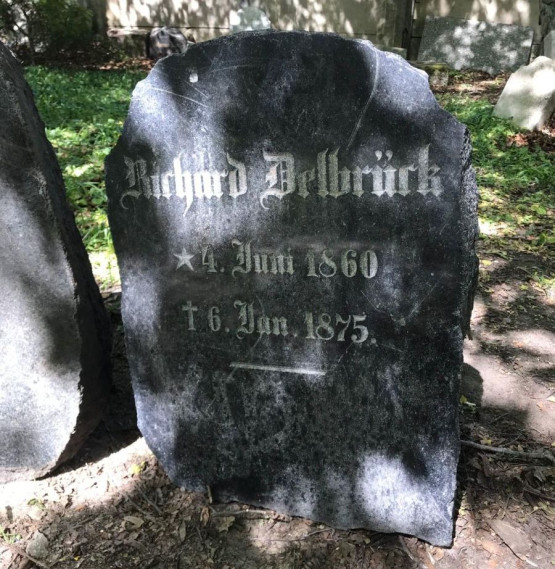 Richard Delbrück
★ 4. Juni 1860
† 6. Jan. 1875.